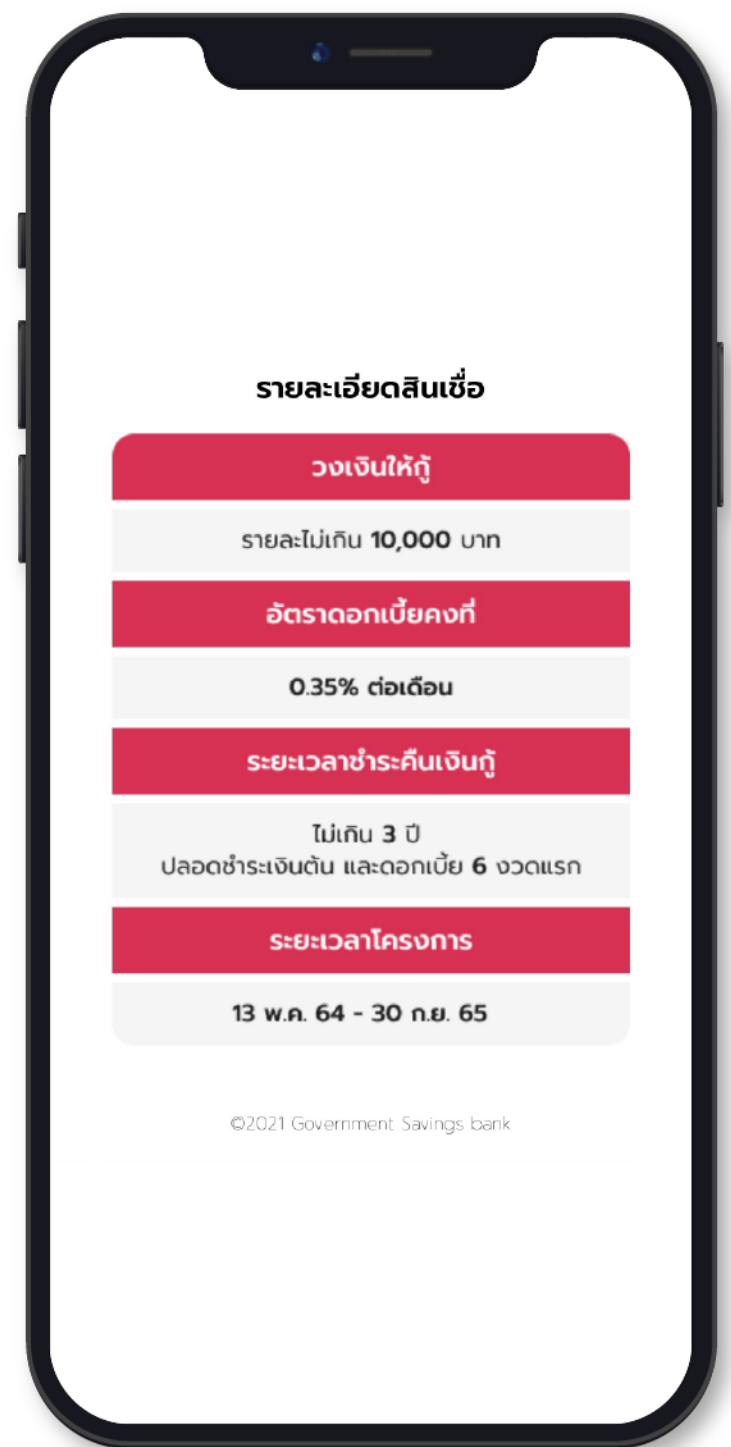 รายละเอียดสินเชื่อ
วงเงินให้กู้
รายละไม่เกิน 10,000 บาท
อัตราดอกเบี้ยคงที่
0.35% ต่อเดือน
ระยะเวลาชำระคืนเงินกู้
ไม่เกิน 3 ปี
ปลอดชำระเงินต้น และดอกเบี้ย 6 งวดแรก
ระยะเวลาโครงการ
13 พ.ค. 64 - 30 ก.ย. 65
©2021 Government Savings bank